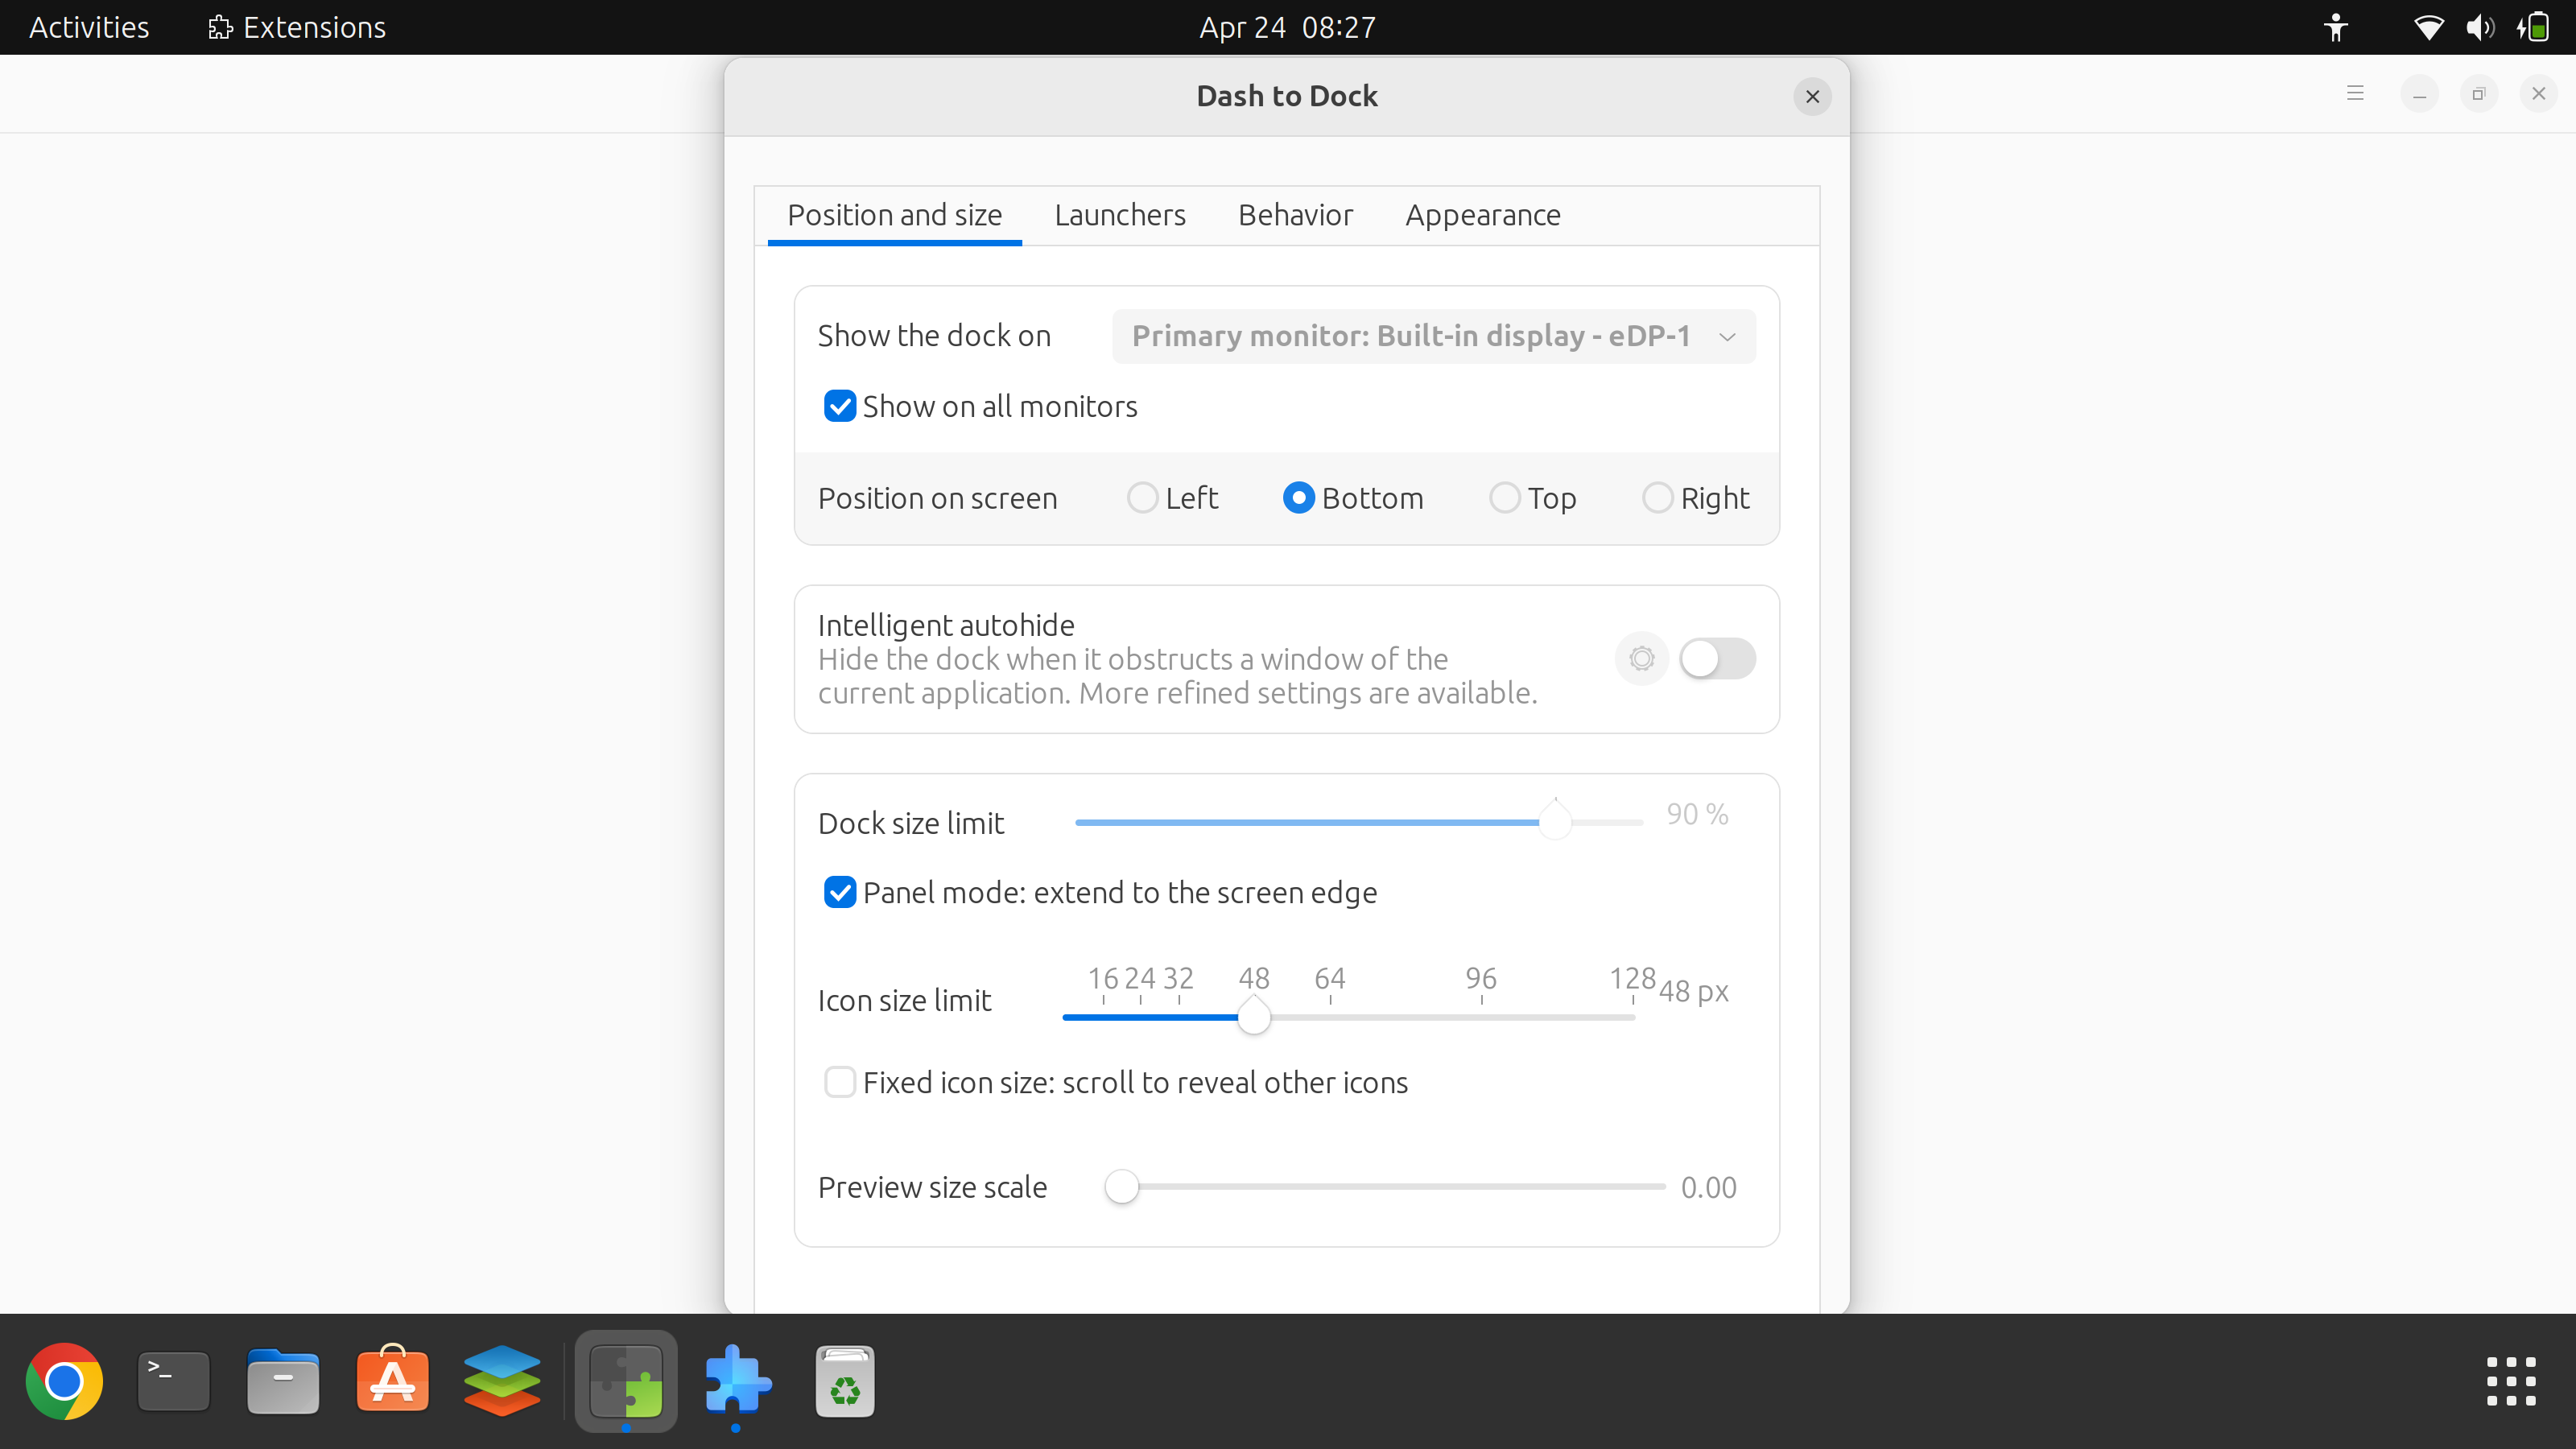 Activities Extensions Apr 24 08:27
Dash to Dock
Position and size Launchers Behavior Appearance
Show the dock on Primary monitor: Built-in display - eDP-1
Show on all monitors
Position on screen Left Bottom Top Right
Intelligent autohide
Hide the dock when it obstructs a window of the
current application. More refined settings are available.
Dock size limit 90 %
Panel mode: extend to the screen edge
16 24 32 48 64 96 128
Icon size limit 48 px
Fixed icon size: scroll to reveal other icons
Preview size scale 0.00
>_